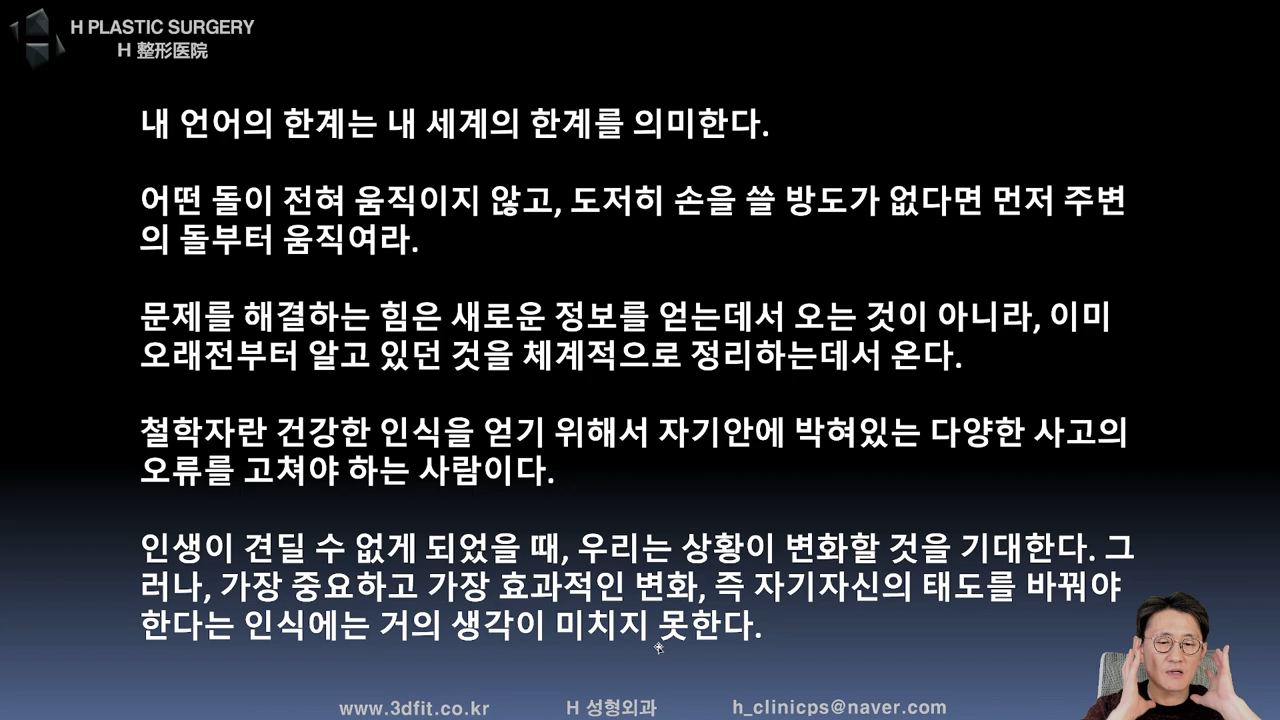 H PLASTIC SURGERY
H 整形医院
내 언어의 한계는 내 세계의 한계를 의미한다.
어떤 돌이 전혀 움직이지 않고, 도저히 손을 쓸 방도가 없다면 먼저 주변
의 돌부터 움직여라.
문제를 해결하는 힘은 새로운 정보를 얻는데서 오는 것이 아니라, 이미
오래전부터 알고 있던 것을 체계적으로 정리하는데서 온다.
철학자란 건강한 인식을 얻기 위해서 자기안에 박혀있는 다양한 사고의
오류를 고쳐야 하는 사람이다.
인생이 견딜 수 없게 되었을 때, 우리는 상황이 변화할 것을 기대한다. 그
러나, 가장 중요하고 가장 효과적인 변화, 즉 자기자신의 태도를 바꿔야
한다는 인식에는 거의 생각이 미치지 못한다.
www.3dfit.co.kr H 성형외과 h_clinicps@naver.com